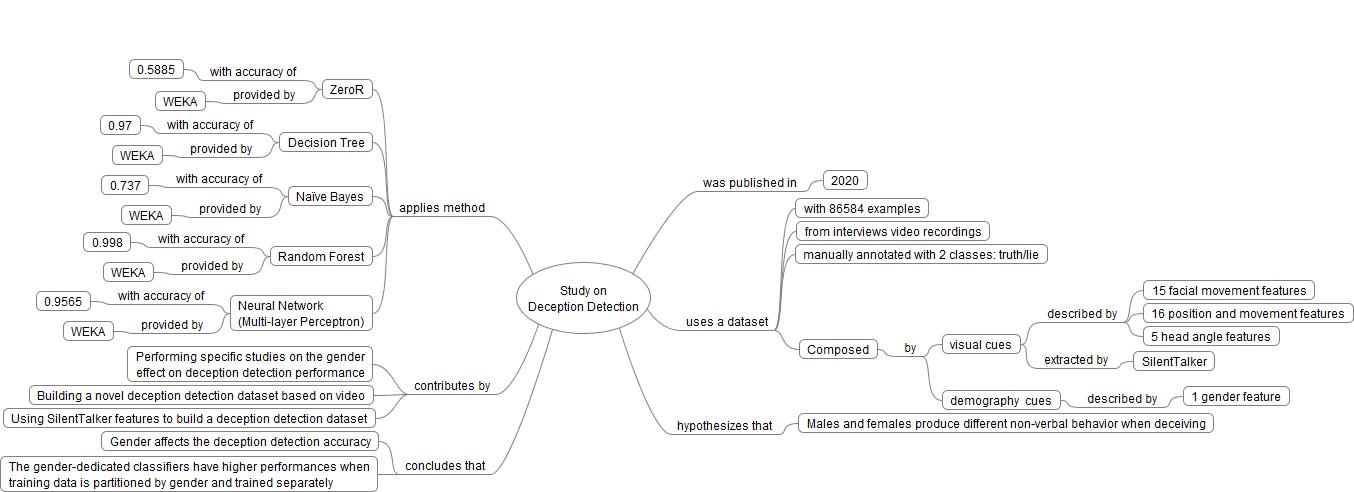 Study on
Deception Detection
applies method
ZeroR
with accuracy of
0.5885
provided by
WEKA
Decision Tree
with accuracy of
0.97
provided by
WEKA
Naïve Bayes
with accuracy of
0.737
provided by
WEKA
Random Forest
with accuracy of
0.998
provided by
WEKA
Neural Network
(Multi-layer Perceptron)
with accuracy of
0.9565
provided by
WEKA
contributes by
Performing specific studies on the gender
effect on deception detection performance
Building a novel deception detection dataset based on video
Using SilentTalker features to build a deception detection dataset
concludes that
Gender affects the deception detection accuracy
The gender-dedicated classifiers have higher performances when
training data is partitioned by gender and trained separately
was published in
2020
uses a dataset
with 86584 examples
from interviews video recordings
manually annotated with 2 classes: truth/lie
Composed
by
visual cues
described by
15 facial movement features
16 position and movement features
5 head angle features
extracted by
SilentTalker
demography cues
described by
1 gender feature
hypothesizes that
Males and females produce different non-verbal behavior when deceiving